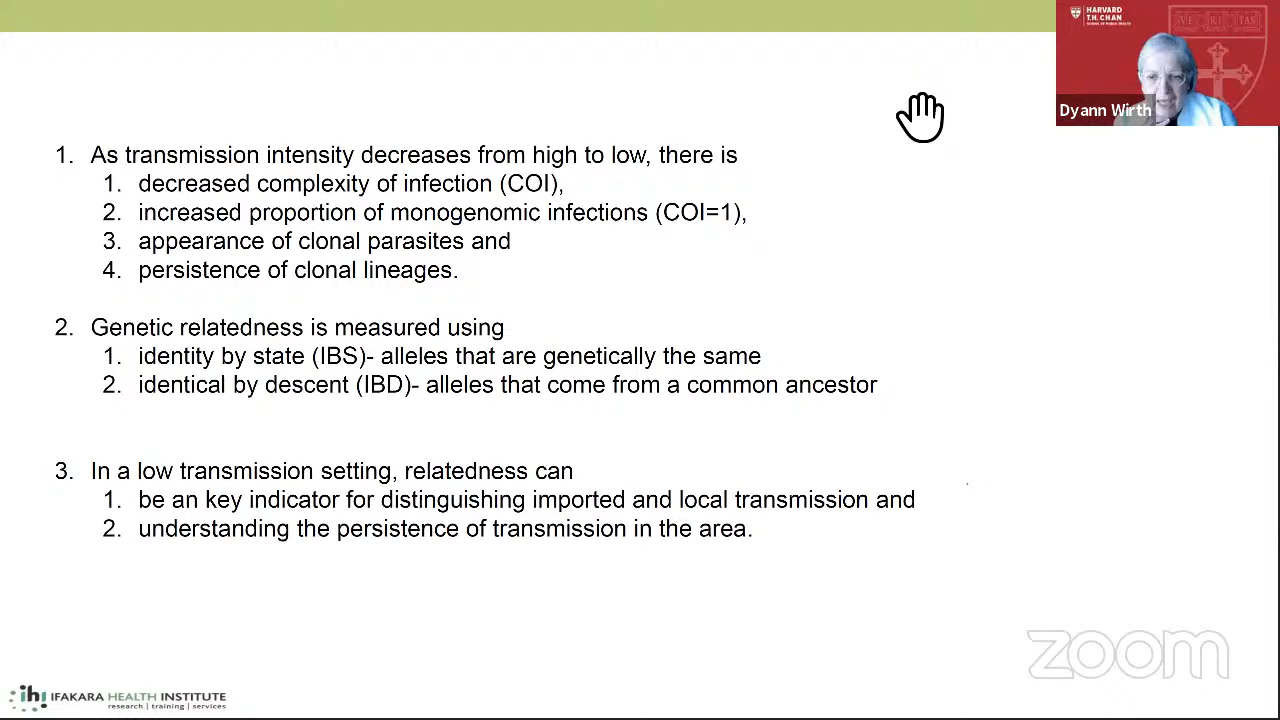 HARVARD
T.H. CHAN
SCHOOL OF PUBLIC HEALTH
Dyann Wirth
1. As transmission intensity decreases from high to low, there is
1. decreased complexity of infection (COI),
2. increased proportion of monogenomic infections (COI=1),
3. appearance of clonal parasites and
4. persistence of clonal lineages.
2. Genetic relatedness is measured using
1. identity by state (IBS)- alleles that are genetically the same
2. identical by descent (IBD)- alleles that come from a common ancestor
3. In a low transmission setting, relatedness can
1. be an key indicator for distinguishing imported and local transmission and
2. understanding the persistence of transmission in the area.
zoom
ihi IFAKARA HEALTH INSTITUTE
research | training | services